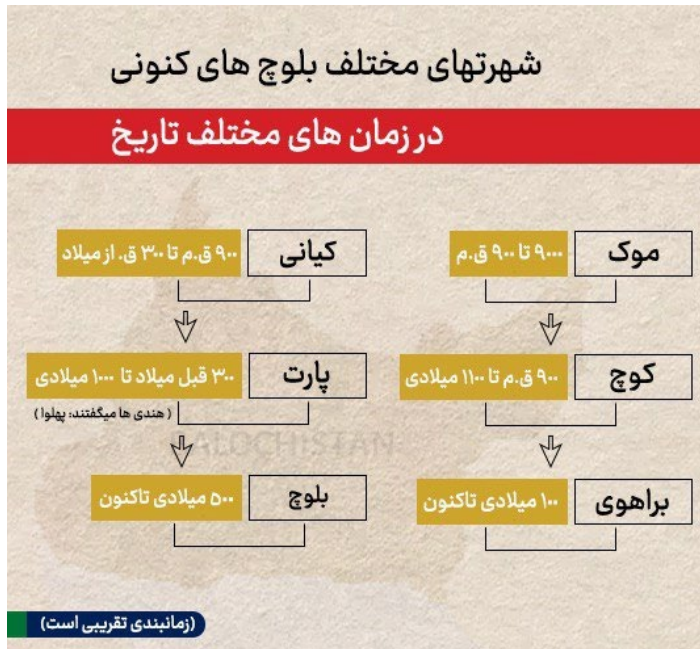 شهرتهای مختلف بلوچ های کنونی
در زمان های مختلف تاریخ
موک
۹۰۰۰ تا ۹۰۰ ق.م
کوچ
۹۰۰ ق.م تا ۱۱۰۰ میلادی
براهوی
۱۰۰ میلادی تاکنون
کیانی
۹۰۰ ق.م تا ۳۰۰ ق. از میلاد
پارت
۳۰۰ قبل میلاد تا ۱۰۰۰ میلادی
(هندی ها میگفتند: پهلوا)
بلوچ
۵۰۰ میلادی تاکنون
BALOCHISTAN
(زمانبندی تقریبی است)